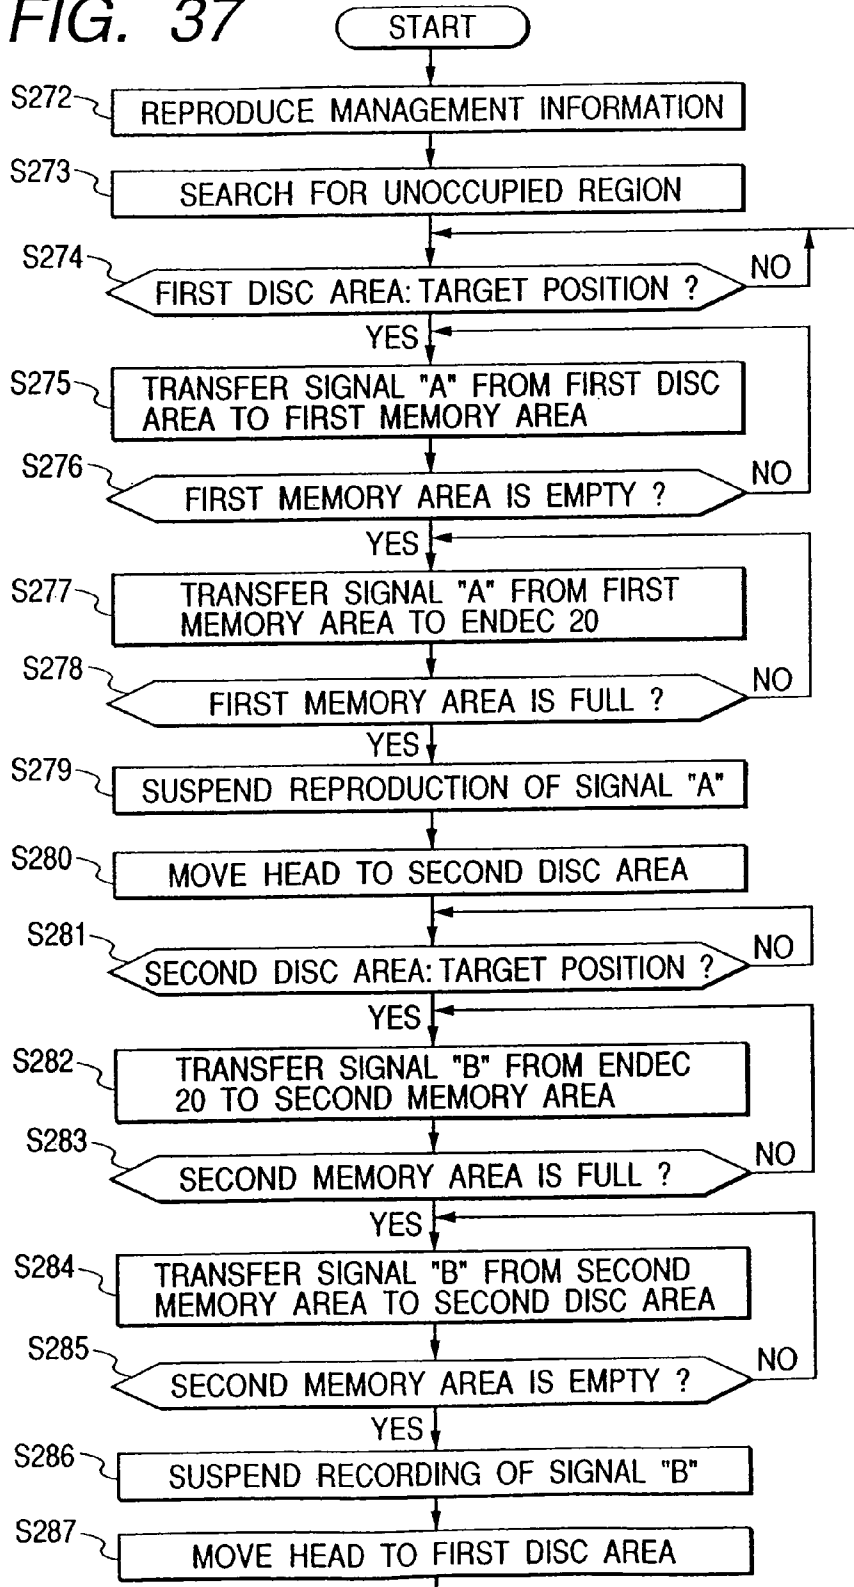 FIG. 37
START
S272
REPRODUCE MANAGEMENT INFORMATION
S273
SEARCH FOR UNOCCUPIED REGION
S274
FIRST DISC AREA: TARGET POSITION ?
NO
YES
S275
TRANSFER SIGNAL "A" FROM FIRST DISC
AREA TO FIRST MEMORY AREA
S276
FIRST MEMORY AREA IS EMPTY ?
NO
YES
S277
TRANSFER SIGNAL "A" FROM FIRST
MEMORY AREA TO ENDEC 20
S278
FIRST MEMORY AREA IS FULL ?
NO
YES
S279
SUSPEND REPRODUCTION OF SIGNAL "A"
S280
MOVE HEAD TO SECOND DISC AREA
S281
SECOND DISC AREA: TARGET POSITION ?
NO
YES
S282
TRANSFER SIGNAL "B" FROM ENDEC
20 TO SECOND MEMORY AREA
S283
SECOND MEMORY AREA IS FULL ?
NO
YES
S284
TRANSFER SIGNAL "B" FROM SECOND
MEMORY AREA TO SECOND DISC AREA
S285
SECOND MEMORY AREA IS EMPTY ?
NO
YES
S286
SUSPEND RECORDING OF SIGNAL "B"
S287
MOVE HEAD TO FIRST DISC AREA